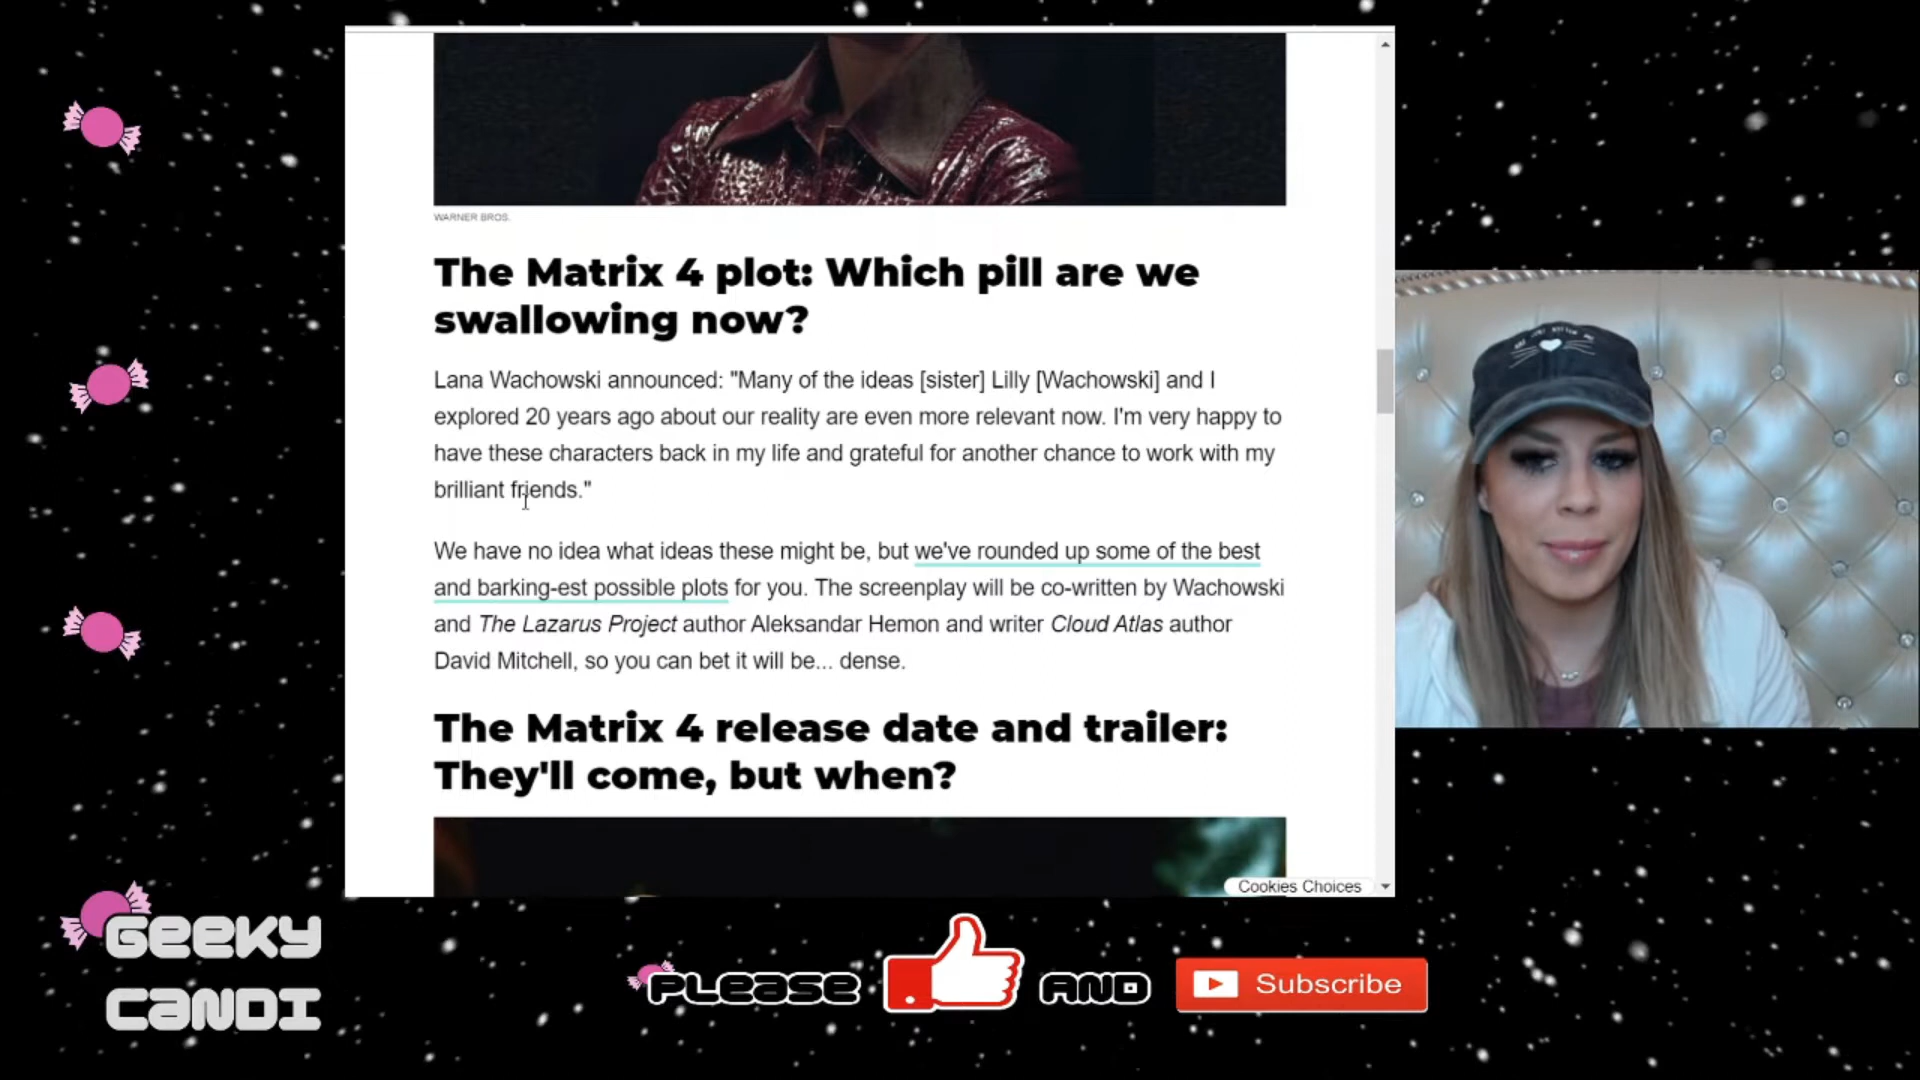 WARNER BROS.
The Matrix 4 plot: Which pill are we
swallowing now?
Lana Wachowski announced: "Many of the ideas [sister] Lilly [Wachowski] and I
explored 20 years ago about our reality are even more relevant now. I'm very happy to
have these characters back in my life and grateful for another chance to work with my
brilliant friends."
We have no idea what ideas these might be, but we've rounded up some of the best
and barking-est possible plots for you. The screenplay will be co-written by Wachowski
and The Lazarus Project author Aleksandar Hemon and writer Cloud Atlas author
David Mitchell, so you can bet it will be... dense.
The Matrix 4 release date and trailer:
They'll come, but when?
Cookies Choices
GEEKY
CANDI
PLEASE AND Subscribe